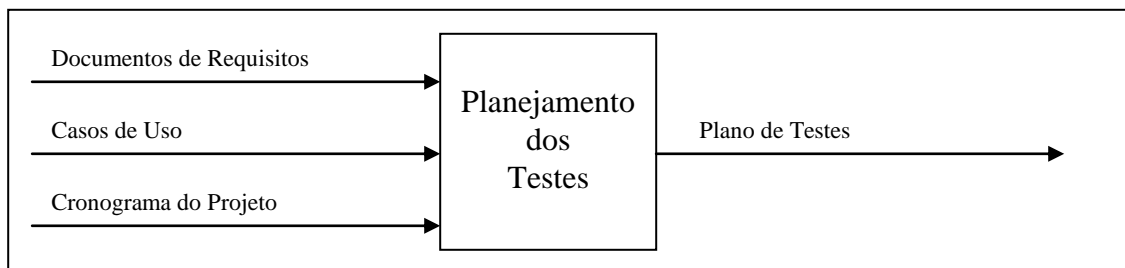 Documentos de Requisitos
Casos de Uso
Cronograma do Projeto
Planejamento
dos
Testes
Plano de Testes